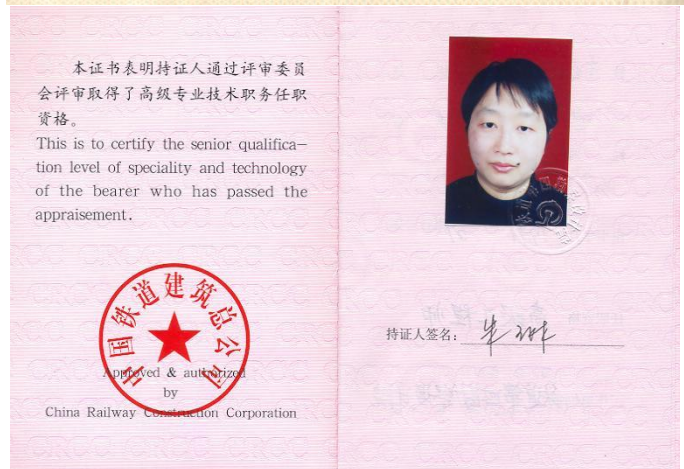 本证书表明持证人通过评审委员
会评审取得了高级专业技术职务任职
资格。
This is to certify the senior qualifica-
tion level of speciality and technology
of the bearer who has passed the
appraisement.
中国铁道建筑总公司
Approved & authorized
by
China Railway Construction Corporation
持证人签名：